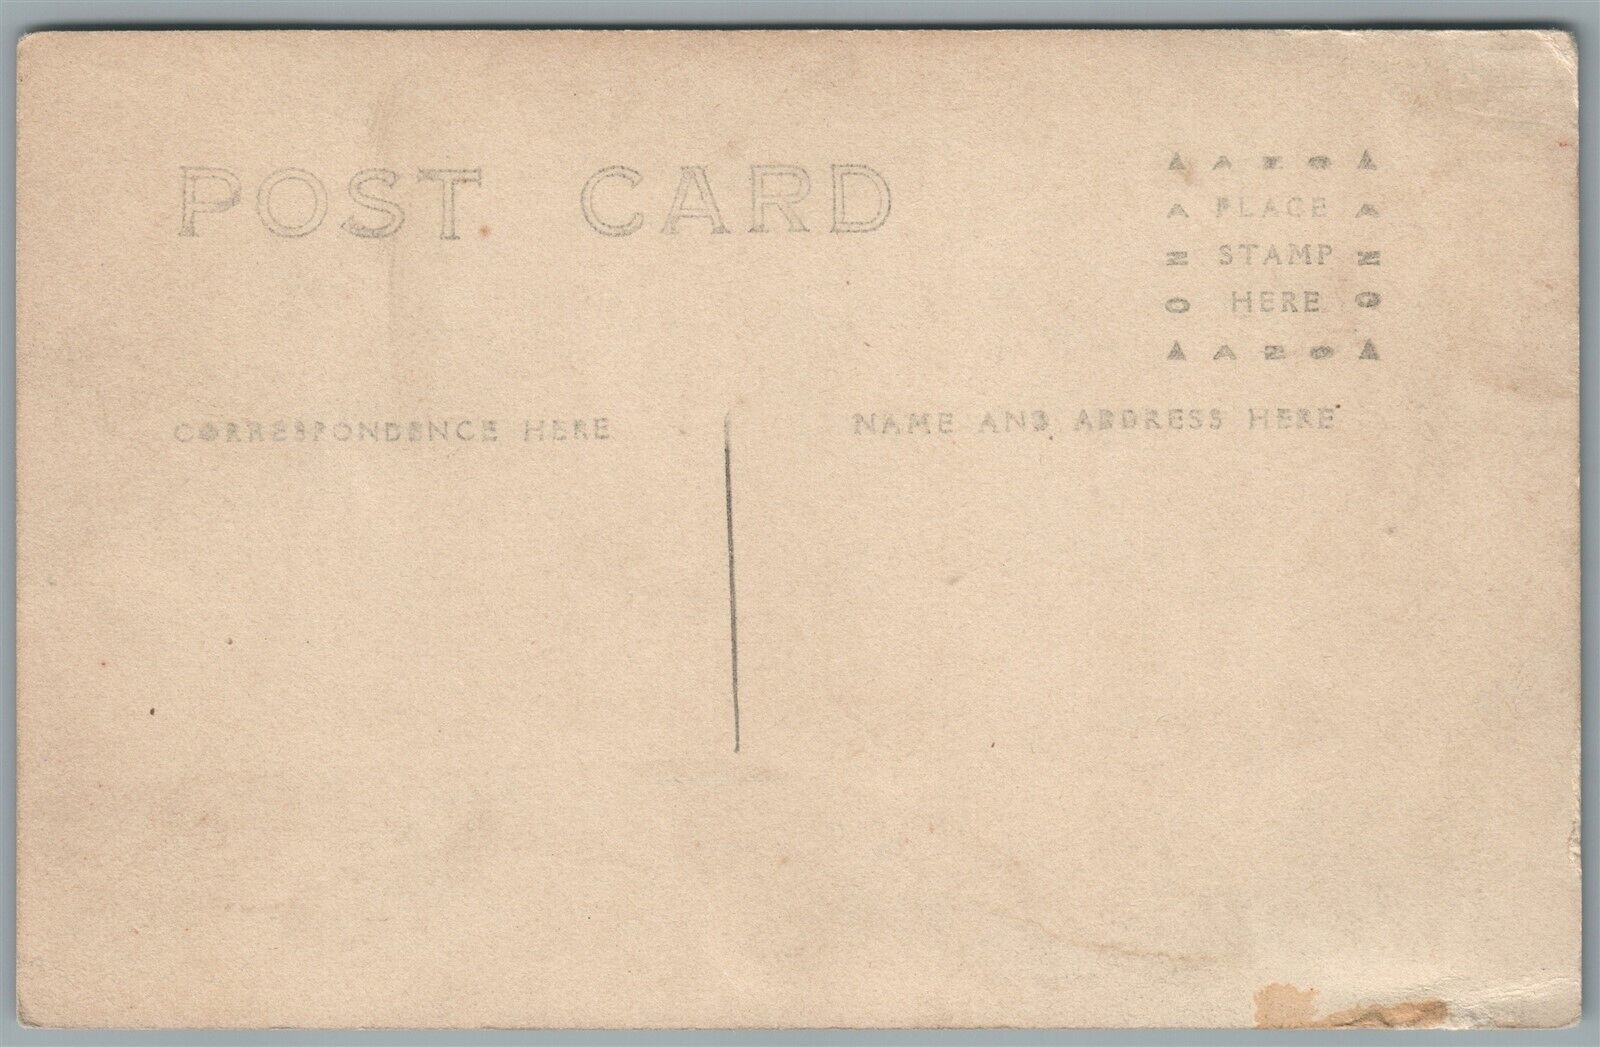 POST CARD
▲ AZO ▲
A PLACE A
Z STAMP Z
O HERE O
▲ AZO ▲
CORRESPONDENCE HERE
NAME AND ADDRESS HERE